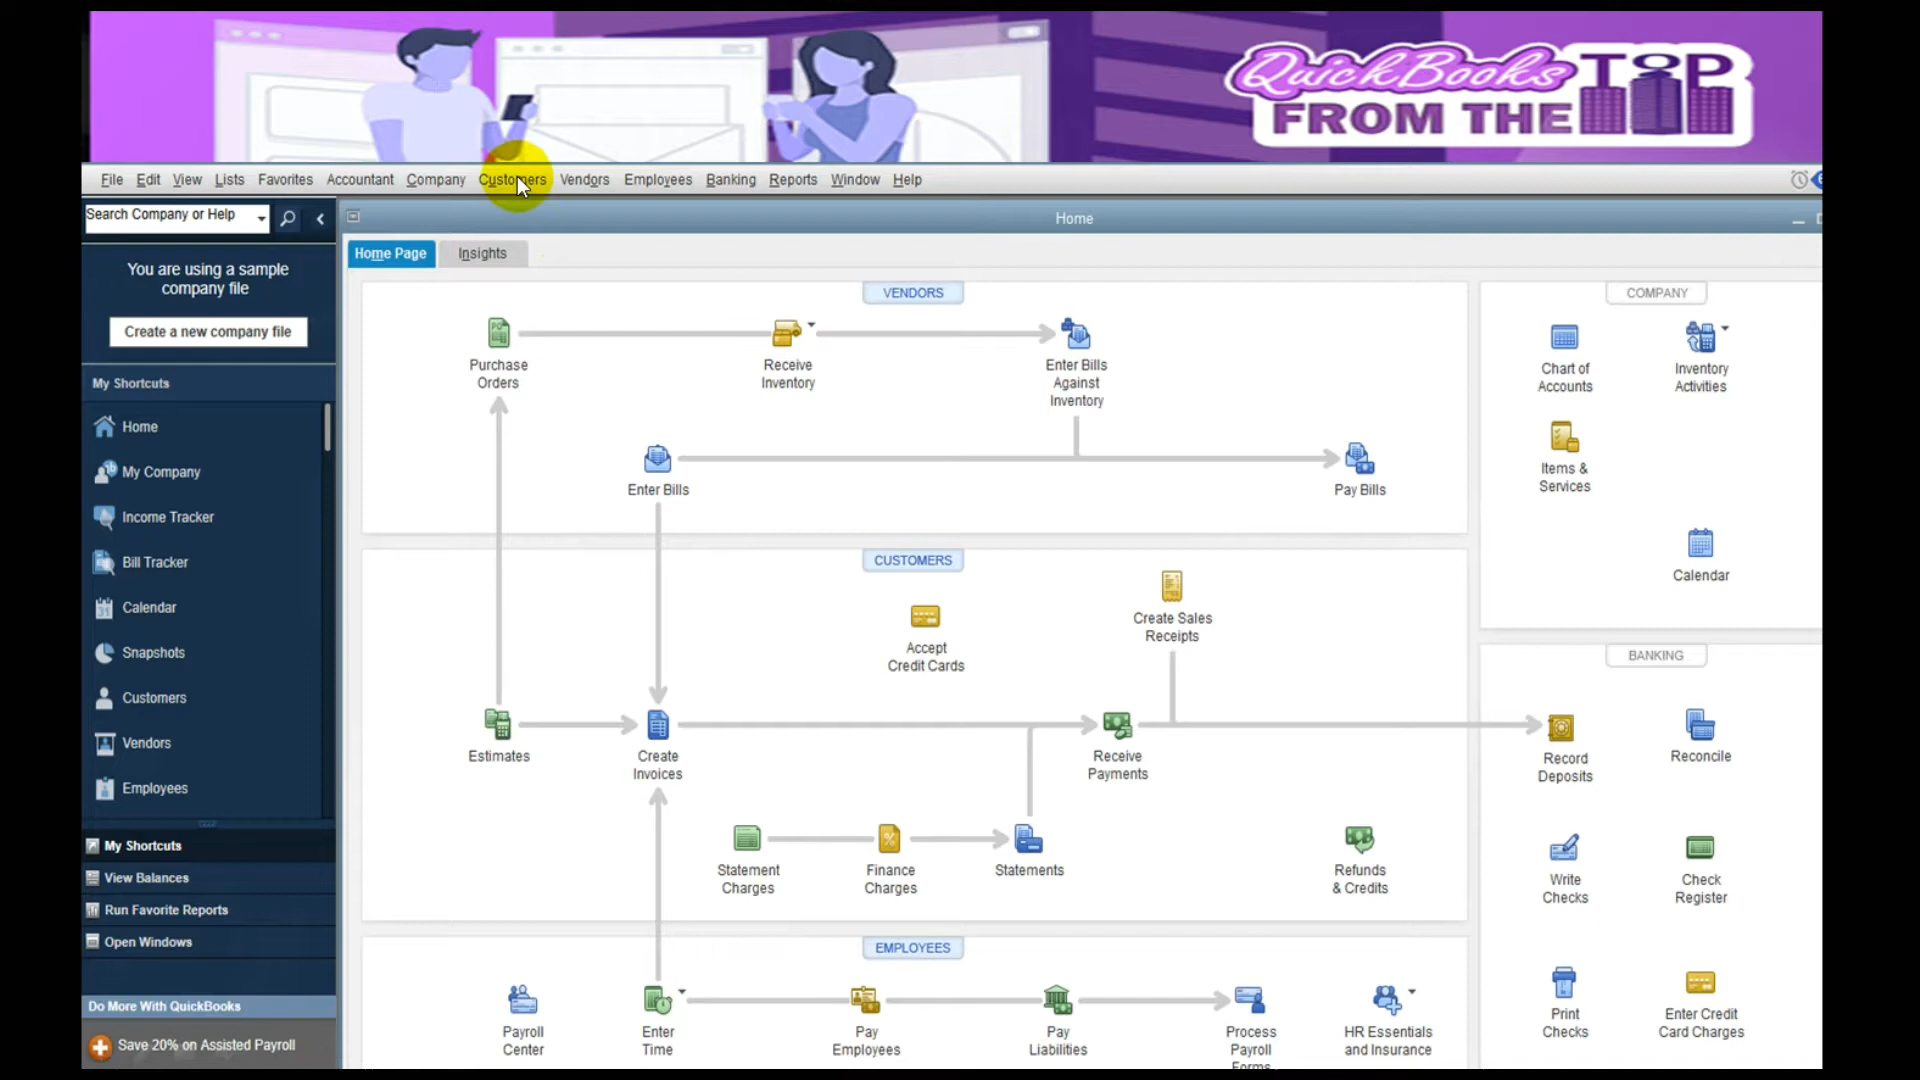 QuickBooks
FROM THE TOP
File Edit View Lists Favorites Accountant Company Customers Vendors Employees Banking Reports Window Help
Search Company or Help
Home
Home Page Insights
You are using a sample
company file
Create a new company file
My Shortcuts
Home
My Company
Income Tracker
Bill Tracker
Calendar
Snapshots
Customers
Vendors
Employees
My Shortcuts
View Balances
Run Favorite Reports
Open Windows
Do More With QuickBooks
Save 20% on Assisted Payroll
VENDORS
Purchase
Orders
Receive
Inventory
Enter Bills
Against
Inventory
Enter Bills
Pay Bills
CUSTOMERS
Accept
Credit Cards
Create Sales
Receipts
Estimates
Create
Invoices
Receive
Payments
Statement
Charges
Finance
Charges
Statements
Refunds
& Credits
EMPLOYEES
Payroll
Center
Enter
Time
Pay
Employees
Pay
Liabilities
Process
Payroll
Forms
HR Essentials
and Insurance
COMPANY
Chart of
Accounts
Inventory
Activities
Items &
Services
Calendar
BANKING
Record
Deposits
Reconcile
Write
Checks
Check
Register
Print
Checks
Enter Credit
Card Charges